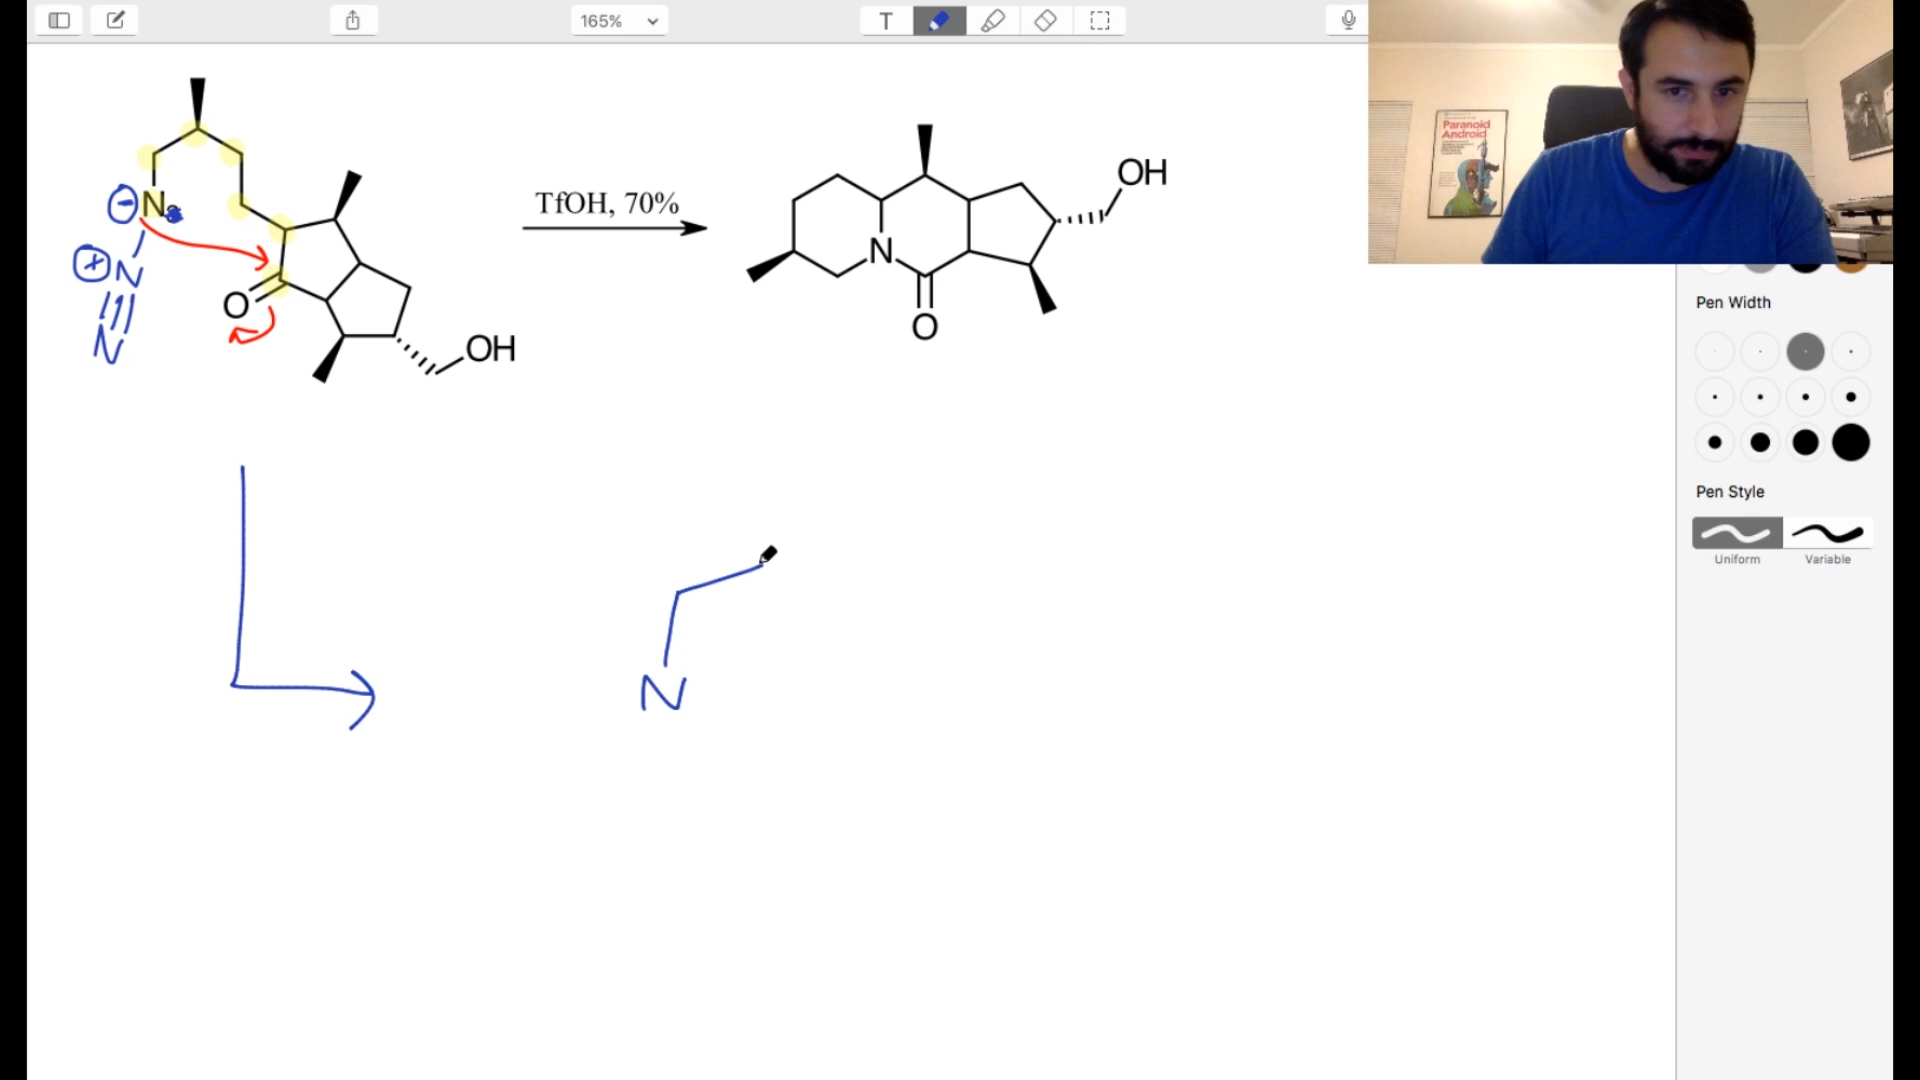 165%
T
Paranoid
Android
OH
TfOH, 70%
N
N
N
O
OH
N
O
Pen Width
Pen Style
Uniform
Variable
N